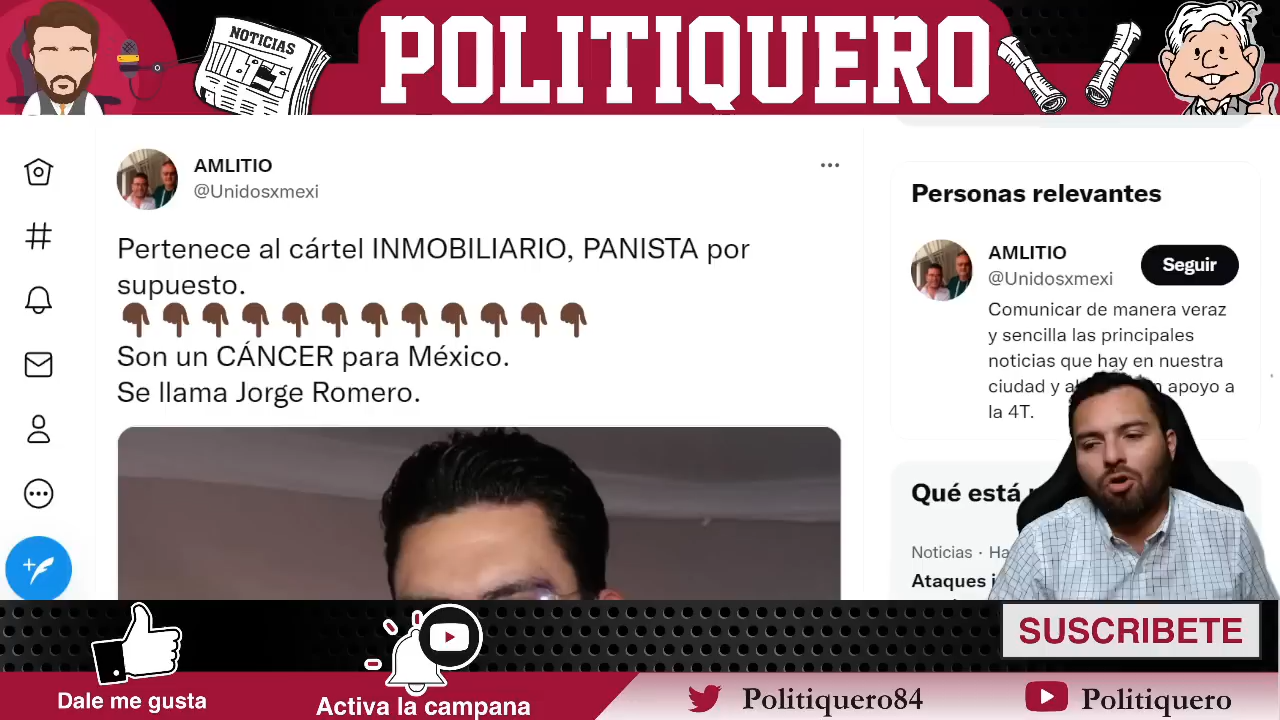 NOTICIAS
POLITIQUERO
AMLITIO
@Unidosxmexi
Pertenece al cártel INMOBILIARIO, PANISTA por
supuesto.
Son un CÁNCER para México.
Se llama Jorge Romero.
Personas relevantes
AMLITIO
@Unidosxmexi
Seguir
Comunicar de manera veraz
y sencilla las principales
noticias que hay en nuestra
ciudad y apoyo a
la 4T.
Qué está
Noticias ·
Ataques
SUSCRIBETE
Dale me gusta
Activa la campana
Politiquero84
Politiquero